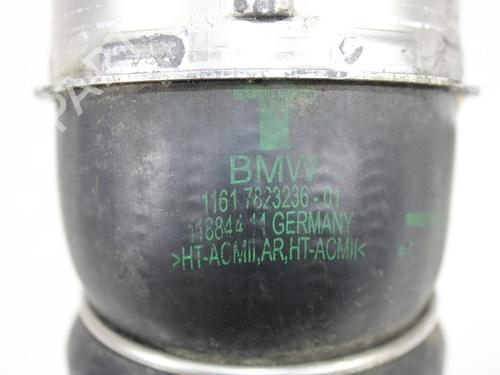 T
BMW
1161 7823236-01
118844 11 GERMANY
>HT-ACMII,AR,HT-ACMII<